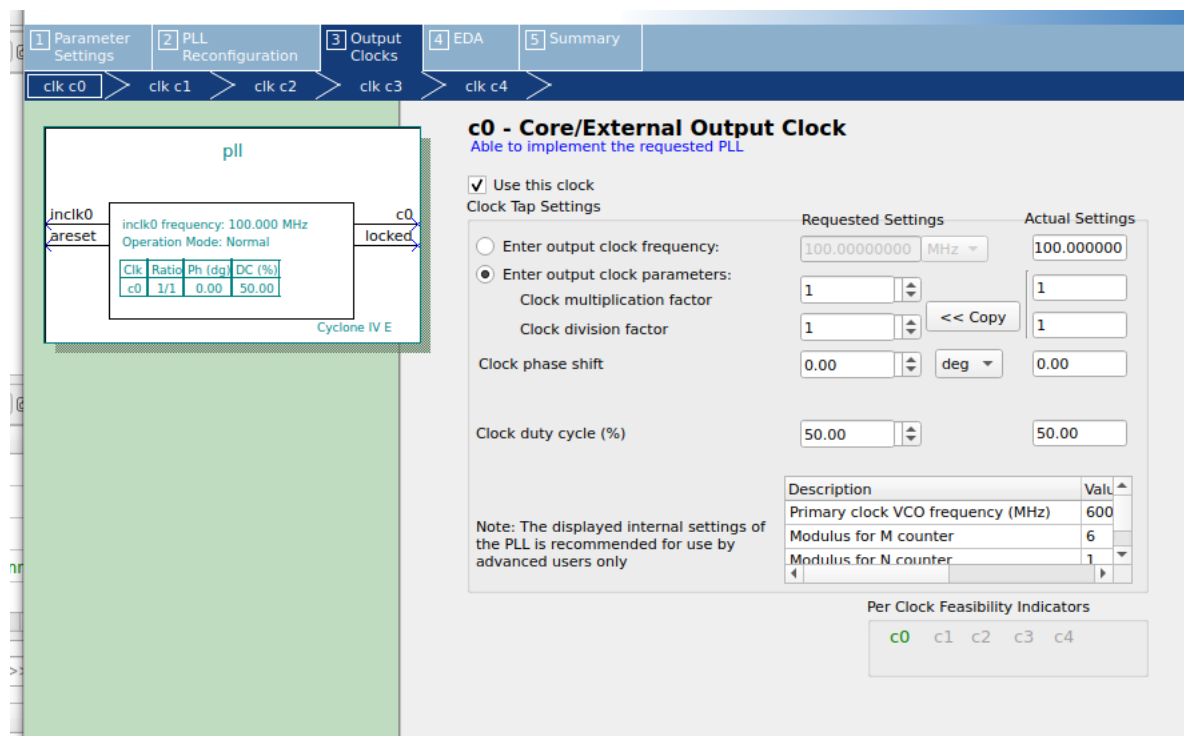 1 Parameter Settings
2 PLL Reconfiguration
3 Output Clocks
4 EDA
5 Summary
clk c0
clk c1
clk c2
clk c3
clk c4
pll
inclk0
areset
c0
locked
inclk0 frequency: 100.000 MHz
Operation Mode: Normal
Clk Ratio Ph (dg) DC (%)
c0 1/1 0.00 50.00
Cyclone IV E
c0 - Core/External Output Clock
Able to implement the requested PLL
Use this clock
Clock Tap Settings
Requested Settings
Actual Settings
Enter output clock frequency:
100.00000000 MHz
100.000000
Enter output clock parameters:
Clock multiplication factor
1
1
<< Copy
Clock division factor
1
1
Clock phase shift
0.00
deg
0.00
Clock duty cycle (%)
50.00
50.00
Note: The displayed internal settings of
the PLL is recommended for use by
advanced users only
Description Valu
Primary clock VCO frequency (MHz) 600
Modulus for M counter 6
Modulus for N counter 1
Per Clock Feasibility Indicators
c0 c1 c2 c3 c4